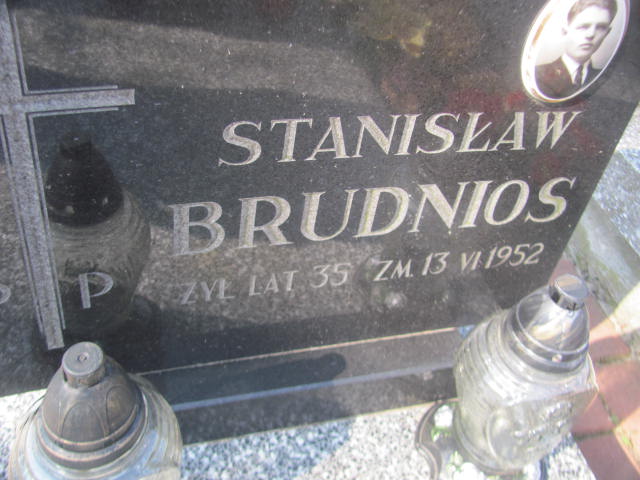 STANISŁAW
BRUDNIOS
P
ŻYŁ LAT 35 ZM. 13 VI 1952